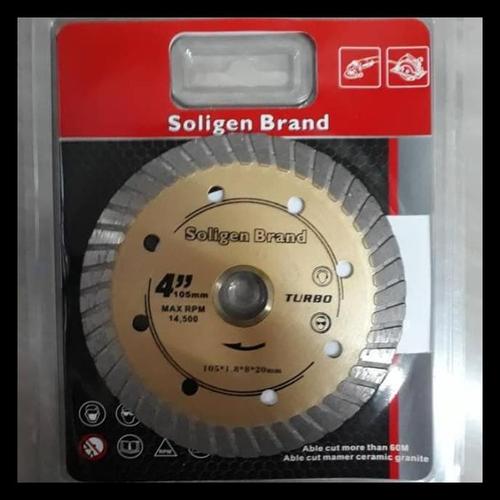 Soligen Brand
Soligen Brand
4"
105mm
MAX RPM
14,500
TURBO
105*1.8*8*20mm
RPM
Able cut more than 60M
Able cut mamer ceramic granite